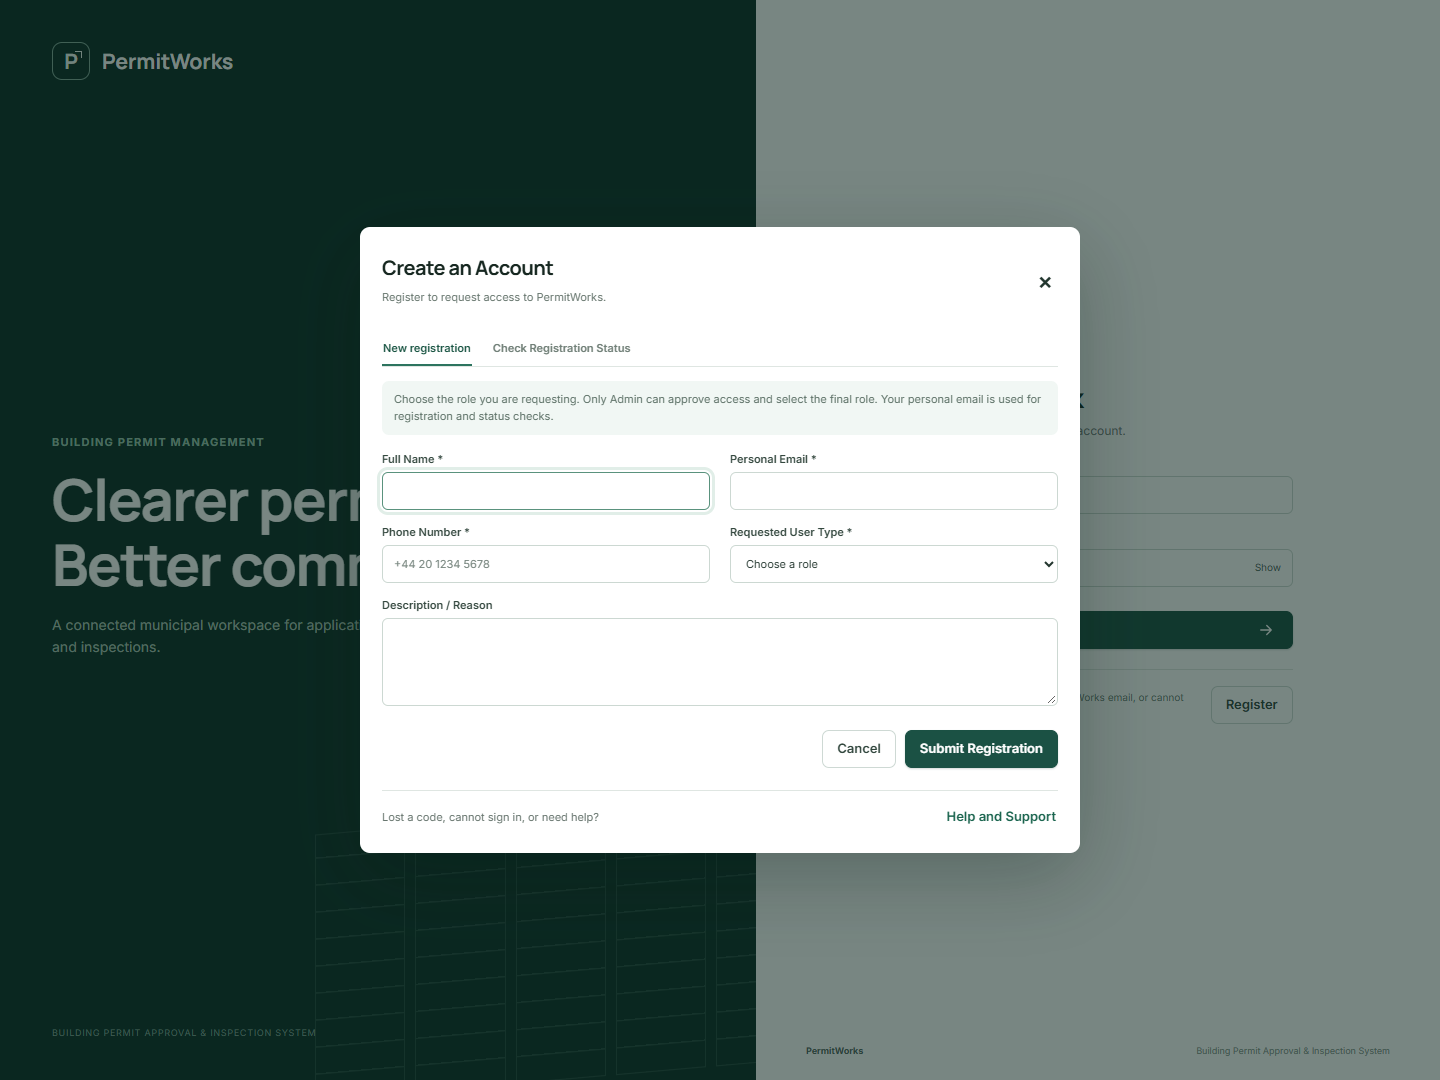 P
PermitWorks
BUILDING PERMIT MANAGEMENT
Clearer
Better
A connected municipal workspace for
and inspections.
BUILDING PERMIT APPROVAL & INSPECTION SYSTEM
Create an Account
Register to request access to PermitWorks.
New registration Check Registration Status
Choose the role you are requesting. Only Admin can approve access and select the final role. Your personal email is used for
registration and status checks.
Full Name * Personal Email *
Phone Number * Requested User Type *
+44 20 1234 5678 Choose a role
Description / Reason
Cancel Submit Registration
Lost a code, cannot sign in, or need help? Help and Support
account.
Show
email, or cannot
Register
PermitWorks Building Permit Approval & Inspection System